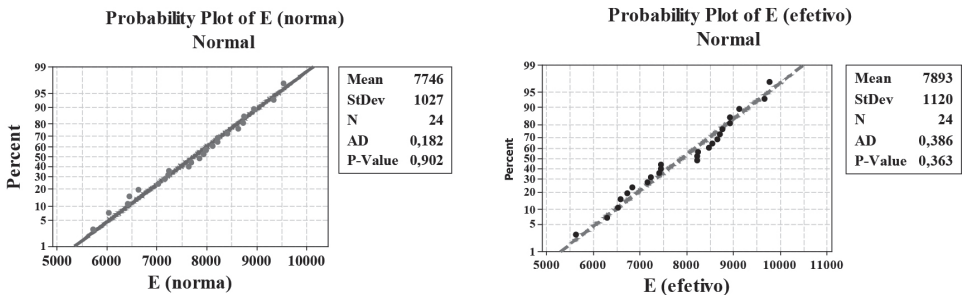 Probability Plot of E (norma)
Normal
99
95
90
80
70
60
50
40
30
20
10
5
1
Percent
5000 6000 7000 8000 9000 10000
E (norma)
Mean 7746
StDev 1027
N 24
AD 0,182
P-Value 0,902
Probability Plot of E (efetivo)
Normal
99
95
90
80
70
60
50
40
30
20
10
5
1
Percent
5000 6000 7000 8000 9000 10000 11000
E (efetivo)
Mean 7893
StDev 1120
N 24
AD 0,386
P-Value 0,363